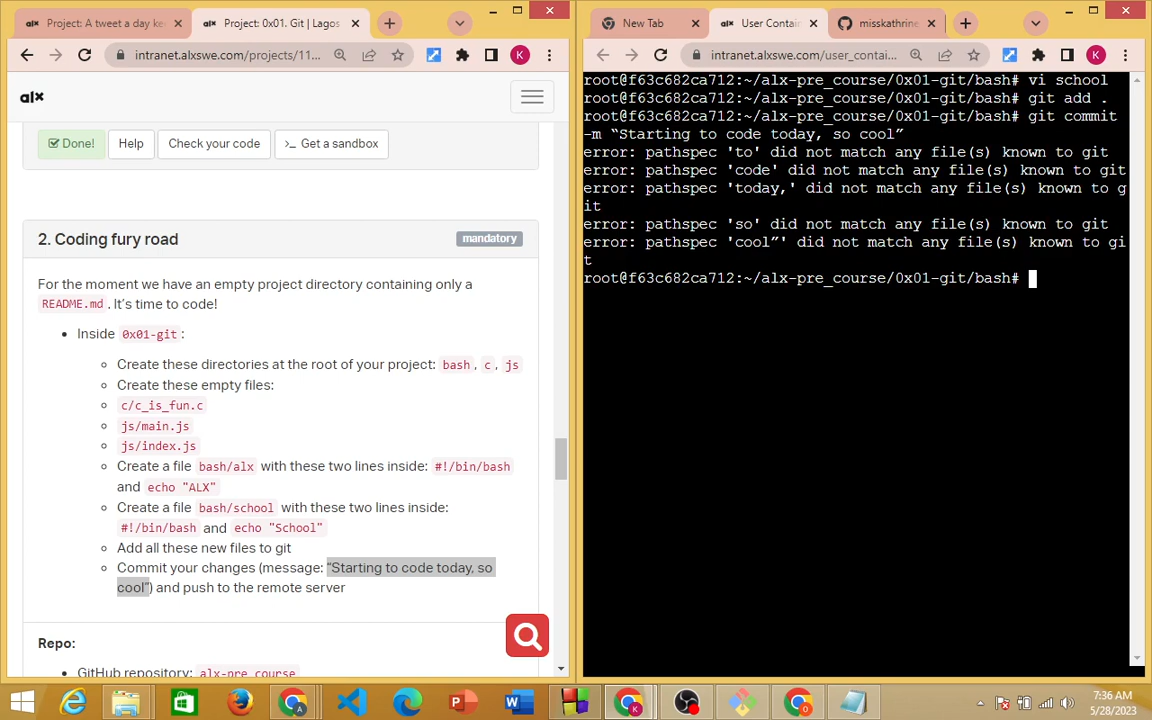 Project: A tweet a day ke
Project: 0x01. Git | Lagos
intranet.alxswe.com/projects/11...
K
alx
Done!
Help
Check your code
Get a sandbox
2. Coding fury road
mandatory
For the moment we have an empty project directory containing only a
README.md. It's time to code!
Inside 0x01-git:
Create these directories at the root of your project: bash, c, js
Create these empty files:
c/c_is_fun.c
js/main.js
js/index.js
Create a file bash/alx with these two lines inside: #!/bin/bash
and echo "ALX"
Create a file bash/school with these two lines inside:
#!/bin/bash and echo "School"
Add all these new files to git
Commit your changes (message: “Starting to code today, so
cool”) and push to the remote server
Repo:
GitHub repository: alx-pre_course
New Tab
User Contai
misskathrine
intranet.alxswe.com/user_contai...
K
root@f63c682ca712:~/alx-pre_course/0x01-git/bash# vi school
root@f63c682ca712:~/alx-pre_course/0x01-git/bash# git add .
root@f63c682ca712:~/alx-pre_course/0x01-git/bash# git commit
-m “Starting to code today, so cool”
error: pathspec 'to' did not match any file(s) known to git
error: pathspec 'code' did not match any file(s) known to git
error: pathspec 'today,' did not match any file(s) known to g
it
error: pathspec 'so' did not match any file(s) known to git
error: pathspec 'cool”' did not match any file(s) known to gi
t
root@f63c682ca712:~/alx-pre_course/0x01-git/bash#
7:36 AM
5/28/2023